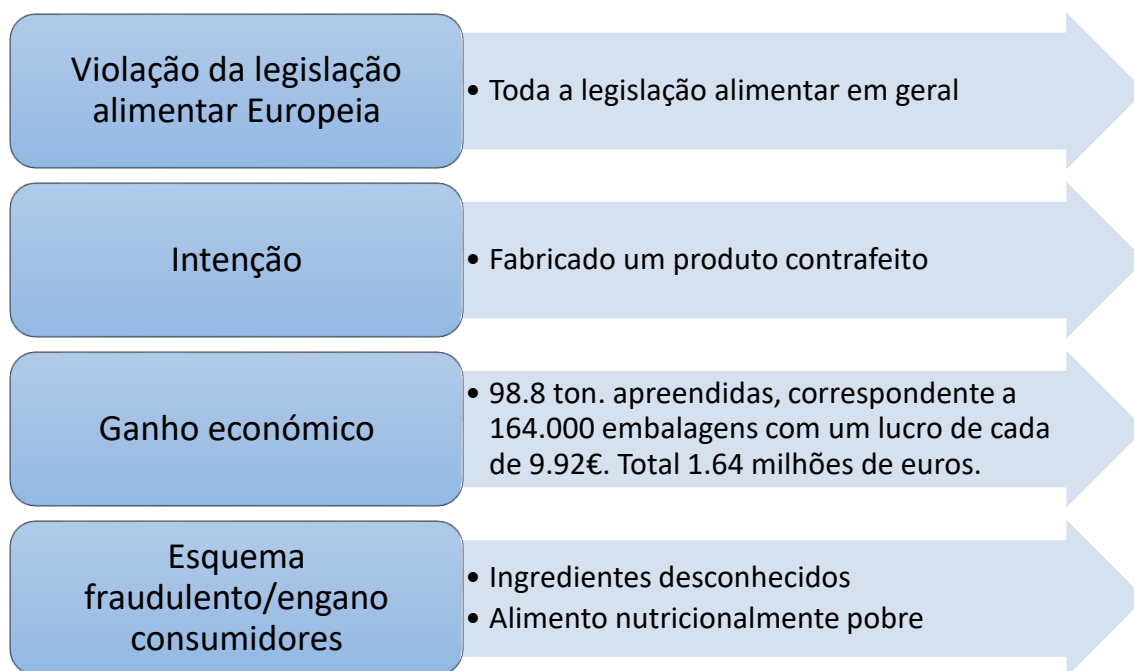 Violação da legislação
alimentar Europeia
• Toda a legislação alimentar em geral
Intenção
• Fabricado um produto contrafeito
Ganho económico
• 98.8 ton. apreendidas, correspondente a
164.000 embalagens com um lucro de cada
de 9.92€. Total 1.64 milhões de euros.
Esquema
fraudulento/engano
consumidores
• Ingredientes desconhecidos
• Alimento nutricionalmente pobre